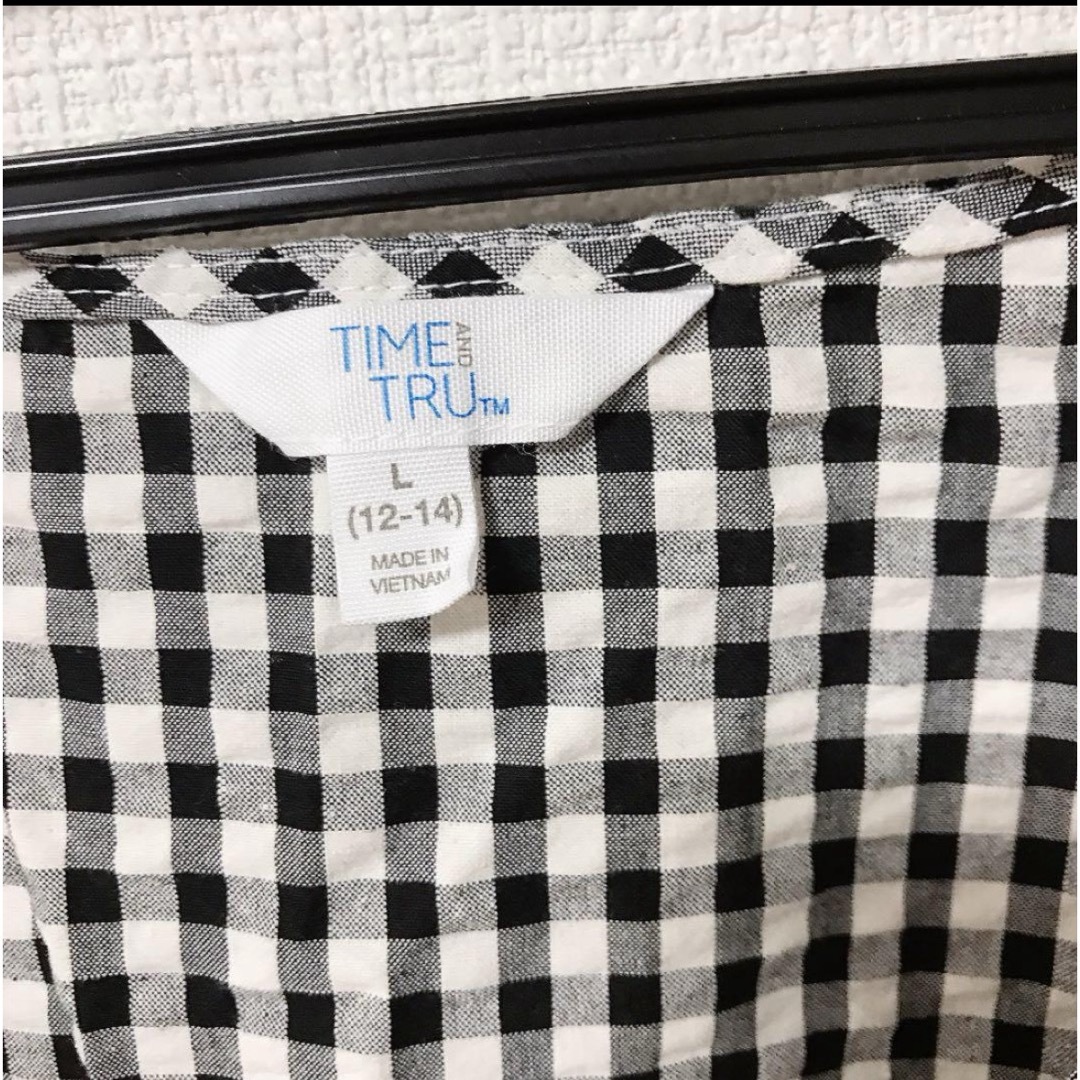 TIME AND
TRU™
L
(12-14)
MADE IN
VIETNAM